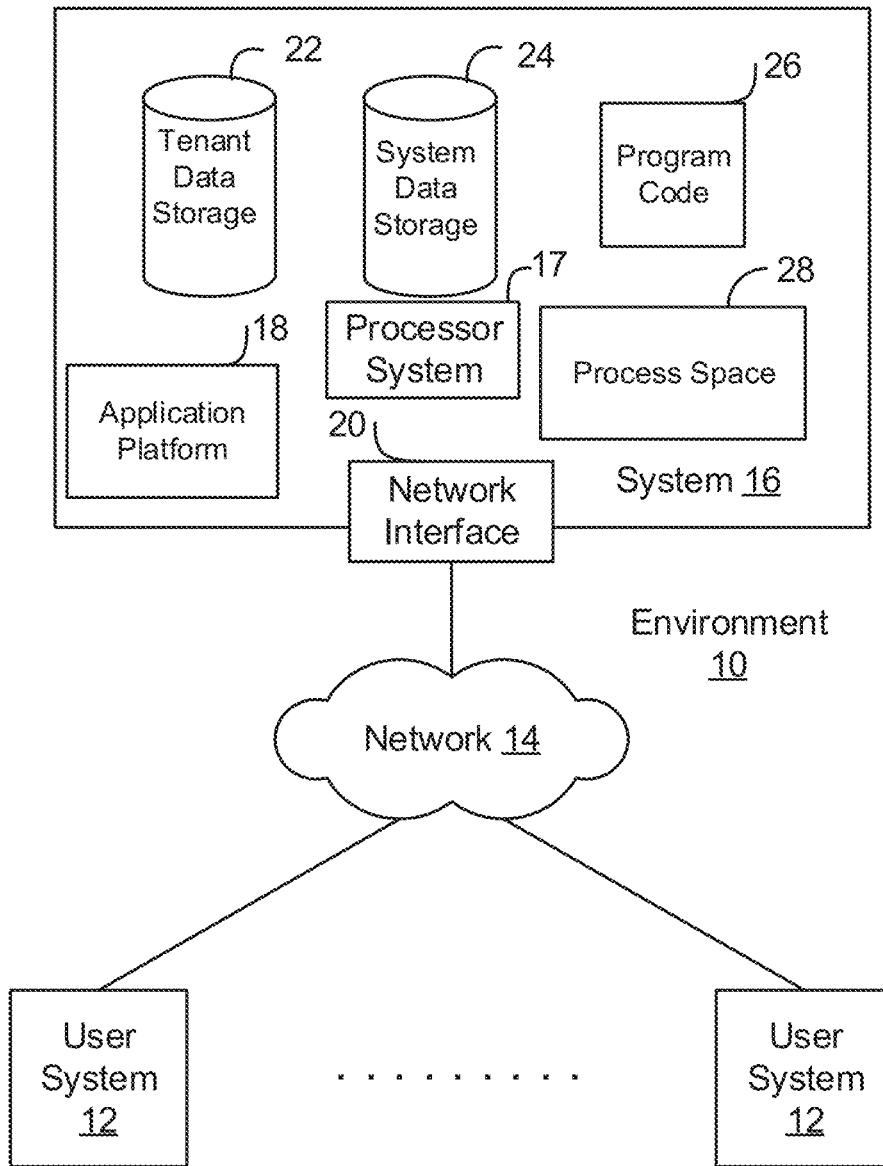 22
24
26
Tenant
Data
Storage
System
Data
Storage
Program
Code
17
28
18
Processor
System
Process Space
Application
Platform
20
System 16
Network
Interface
Environment
10
Network 14
User
System
12
. . . . . . . . .
User
System
12